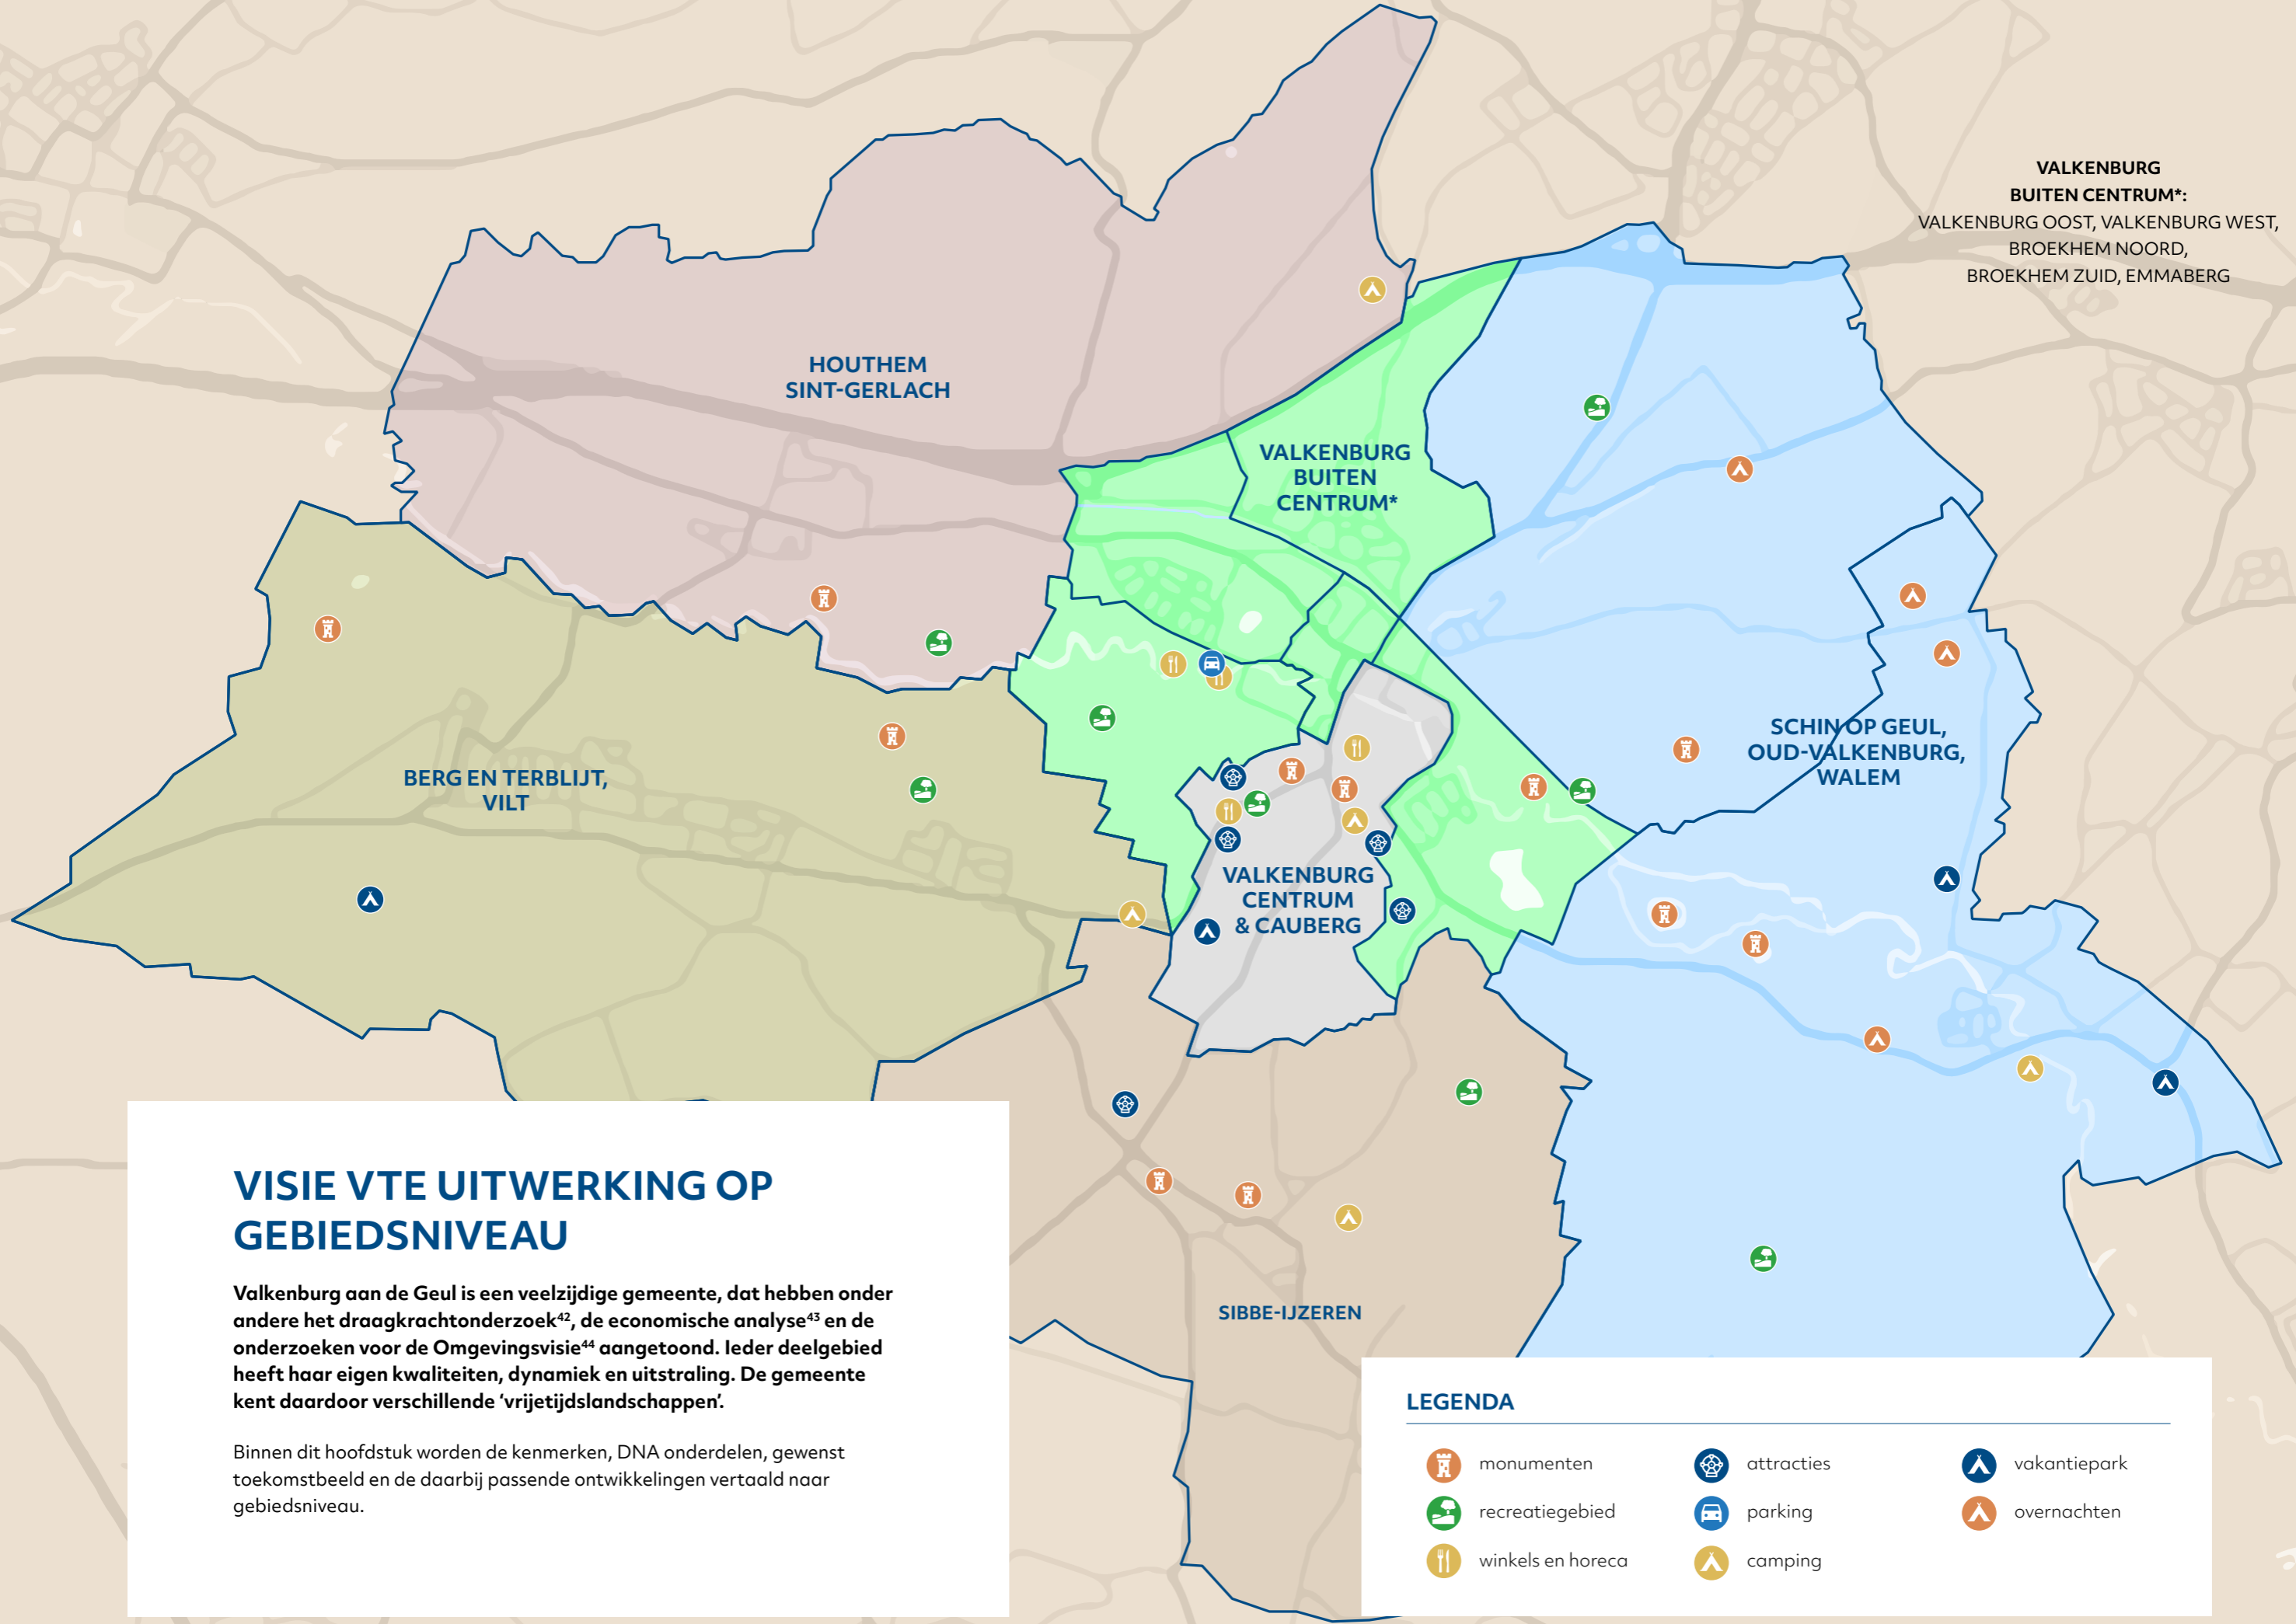 VALKENBURG
BUITEN CENTRUM*:
VALKENBURG OOST, VALKENBURG WEST,
BROEKHEM NOORD,
BROEKHEM ZUID, EMMABERG
HOUTHEM
SINT-GERLACH
VALKENBURG
BUITEN
CENTRUM*
SCHIN OP GEUL,
OUD-VALKENBURG,
WALEM
BERG EN TERBLIJT,
VILT
VALKENBURG
CENTRUM
& CAUBERG
SIBBE-IJZEREN
VISIE VTE UITWERKING OP
GEBIEDSNIVEAU
Valkenburg aan de Geul is een veelzijdige gemeente, dat hebben onder
andere het draagkrachtonderzoek⁴², de economische analyse⁴³ en de
onderzoeken voor de Omgevingsvisie⁴⁴ aangetoond. Ieder deelgebied
heeft haar eigen kwaliteiten, dynamiek en uitstraling. De gemeente
kent daardoor verschillende ‘vrijetijdslandschappen’.
Binnen dit hoofdstuk worden de kenmerken, DNA onderdelen, gewenst
toekomstbeeld en de daarbij passende ontwikkelingen vertaald naar
gebiedsniveau.
LEGENDA
monumenten
recreatiegebied
winkels en horeca
attracties
parking
camping
vakantiepark
overnachten